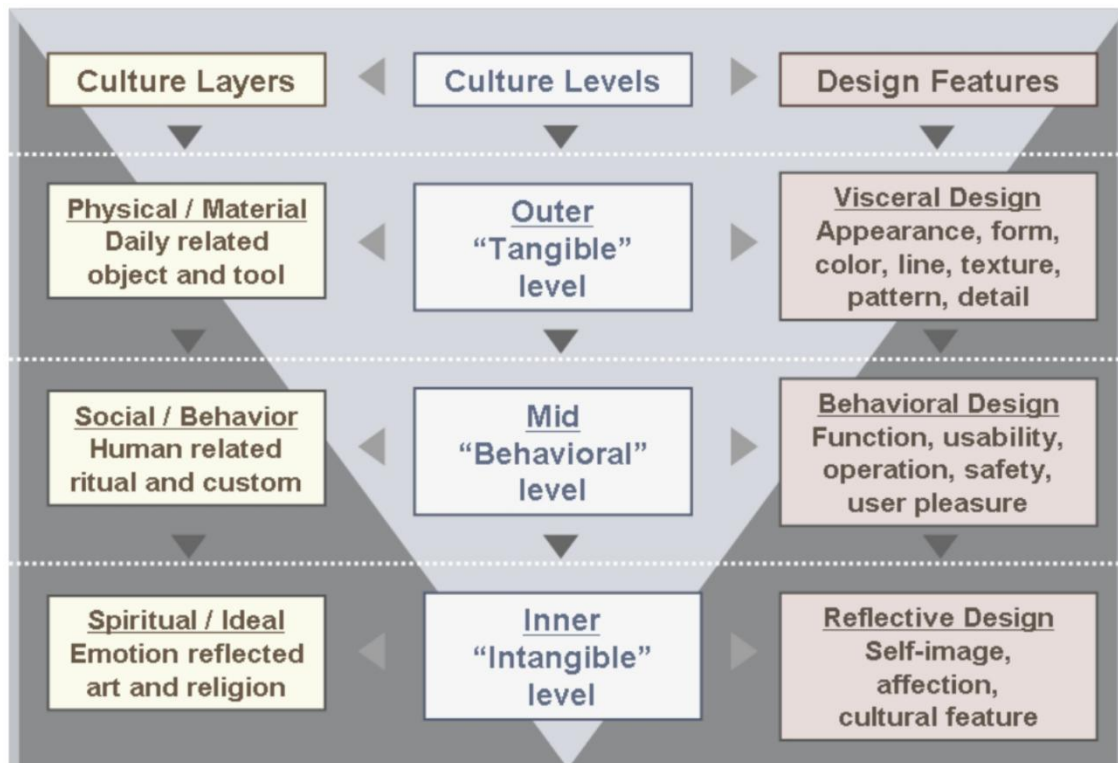 Culture Layers
Culture Levels
Design Features
Physical / Material
Daily related
object and tool
Outer
“Tangible”
level
Visceral Design
Appearance, form,
color, line, texture,
pattern, detail
Social / Behavior
Human related
ritual and custom
Mid
“Behavioral”
level
Behavioral Design
Function, usability,
operation, safety,
user pleasure
Spiritual / Ideal
Emotion reflected
art and religion
Inner
“Intangible”
level
Reflective Design
Self-image,
affection,
cultural feature